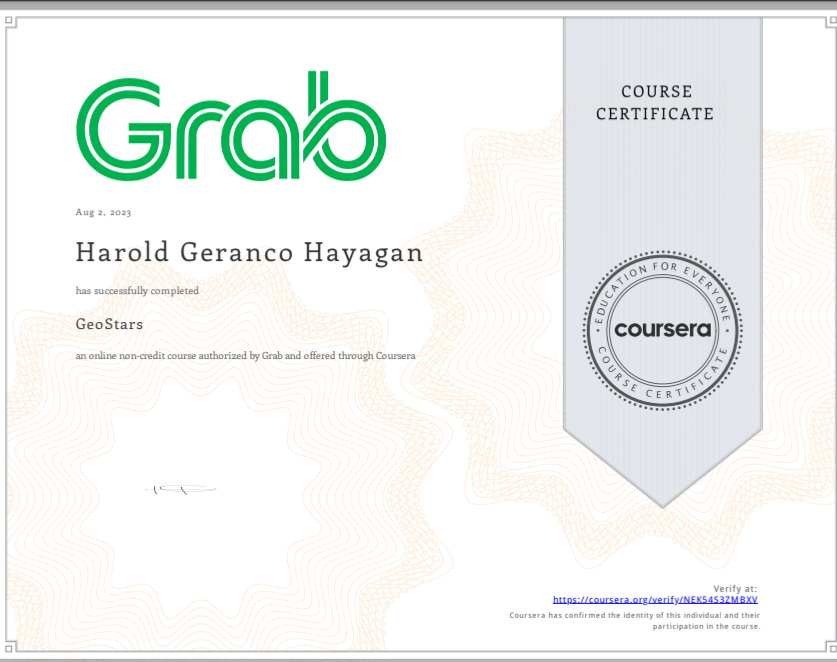 Grab
COURSE
CERTIFICATE
Aug 2, 2023
Harold Geranco Hayagan
has successfully completed
GeoStars
an online non-credit course authorized by Grab and offered through Coursera
EDUCATION FOR EVERYONE
coursera
COURSE CERTIFICATE
Verify at:
https://coursera.org/verify/NEK5453ZMBXV
Coursera has confirmed the identity of this individual and their
participation in the course.